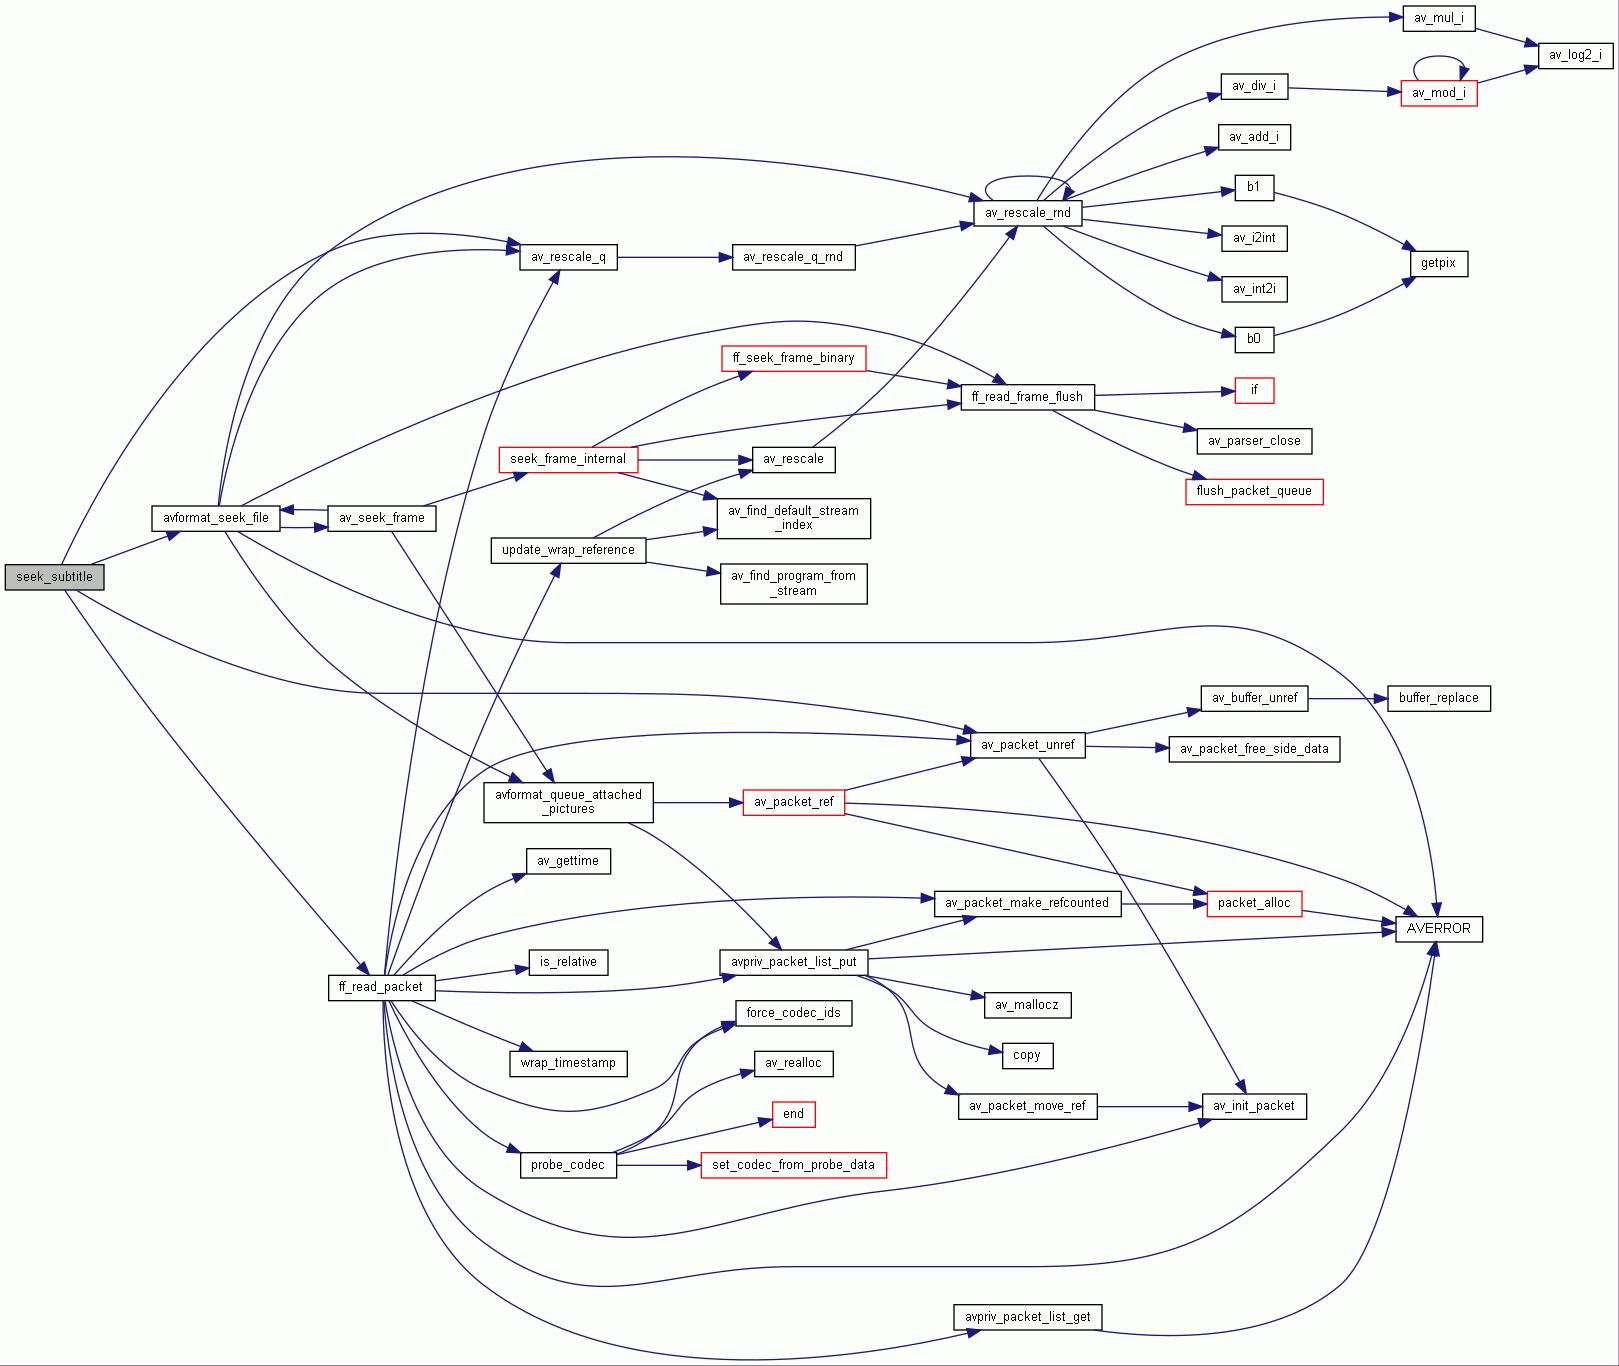 av_mul_i
av_log2_i
av_div_i
av_mod_i
av_add_i
b1
av_rescale_rnd
av_i2int
av_rescale_q
av_rescale_q_rnd
getpix
av_int2i
b0
ff_seek_frame_binary
if
ff_read_frame_flush
av_parser_close
seek_frame_internal
av_rescale
flush_packet_queue
avformat_seek_file
av_seek_frame
av_find_default_stream
_index
update_wrap_reference
seek_subtitle
av_find_program_from
_stream
av_buffer_unref
buffer_replace
av_packet_unref
av_packet_free_side_data
avformat_queue_attached
_pictures
av_packet_ref
av_gettime
av_packet_make_refcounted
packet_alloc
AVERROR
is_relative
avpriv_packet_list_put
ff_read_packet
av_mallocz
force_codec_ids
copy
wrap_timestamp
av_realloc
av_packet_move_ref
av_init_packet
end
probe_codec
set_codec_from_probe_data
avpriv_packet_list_get